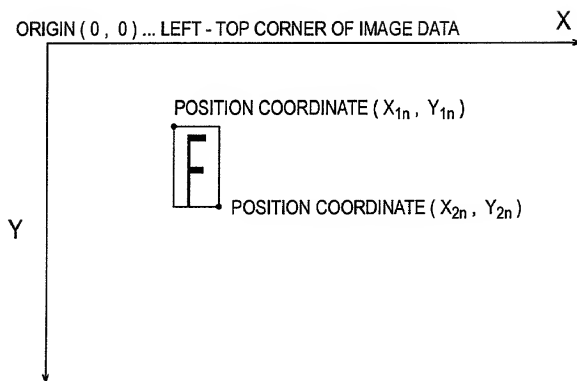 ORIGIN ( 0 , 0 ) ... LEFT - TOP CORNER OF IMAGE DATA
X
POSITION COORDINATE ( X1n , Y1n )
F
POSITION COORDINATE ( X2n , Y2n )
Y